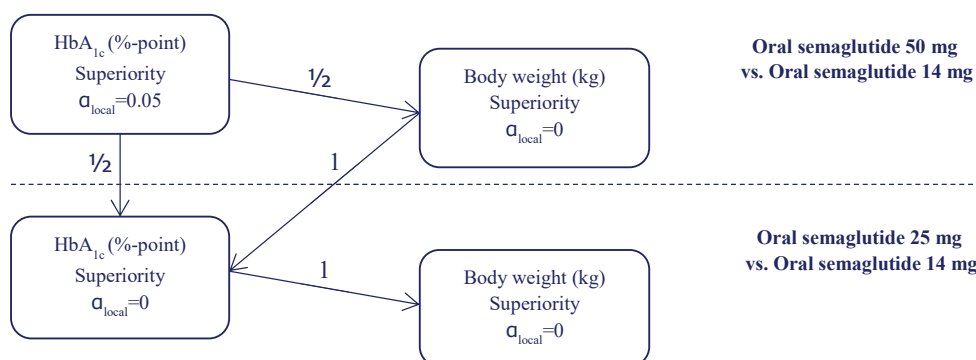 HbA1c (%-point)
Superiority
αlocal=0.05
½
Body weight (kg)
Superiority
αlocal=0
Oral semaglutide 50 mg
vs. Oral semaglutide 14 mg
½
1
HbA1c (%-point)
Superiority
αlocal=0
1
Body weight (kg)
Superiority
αlocal=0
Oral semaglutide 25 mg
vs. Oral semaglutide 14 mg